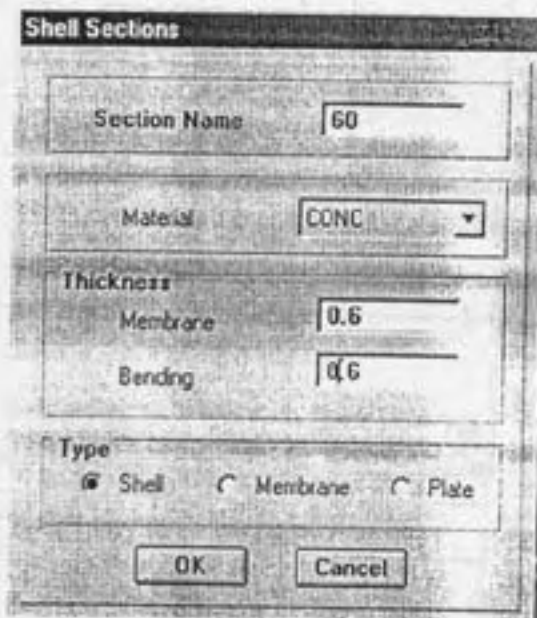 Shell Sections
Section Name 60
Material CONC
Thickness
Membrane 0.6
Bending 0.6
Type
Shell Membrane Plate
OK Cancel